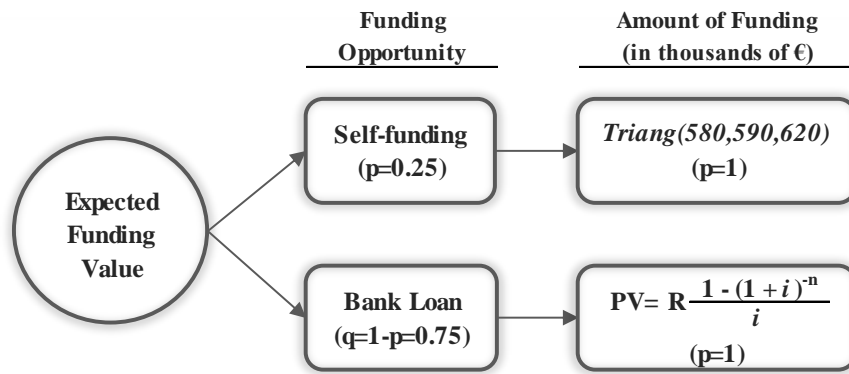 Funding
Opportunity
Amount of Funding
(in thousands of €)
Self-funding
(p=0.25)
Triang(580,590,620)
(p=1)
Expected
Funding
Value
Bank Loan
(q=1-p=0.75)
PV= R 1 - (1 + i)⁻ⁿ / i
(p=1)